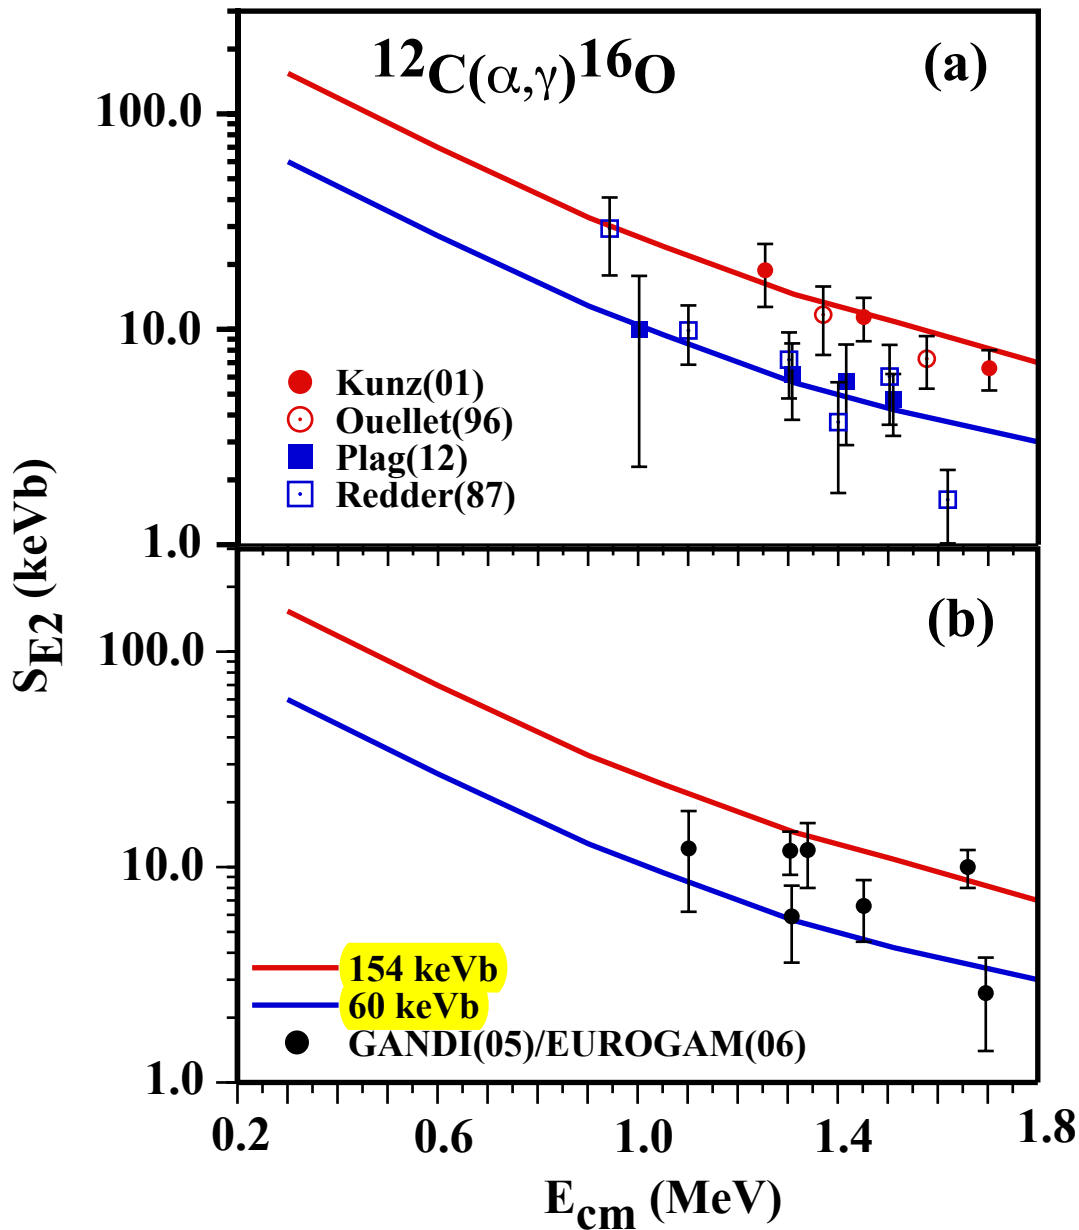 ¹²C(α,γ)¹⁶O
(a)
100.0
10.0
1.0
Kunz(01)
Ouellet(96)
Plag(12)
Redder(87)
S_E2 (keVb)
(b)
100.0
10.0
1.0
154 keVb
60 keVb
GANDI(05)/EUROGAM(06)
0.2 0.6 1.0 1.4 1.8
E_cm (MeV)